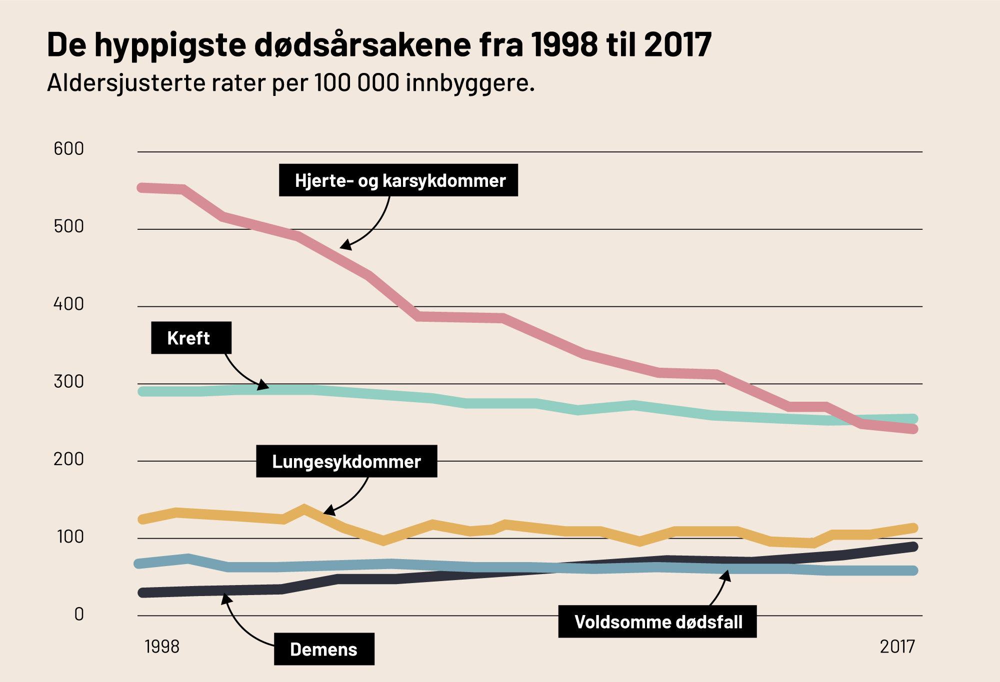 De hyppigste dødsårsakene fra 1998 til 2017
Aldersjusterte rater per 100 000 innbyggere.
600
Hjerte- og karsykdommer
500
400
Kreft
300
200
Lungesykdommer
100
0
Voldsomme dødsfall
Demens
1998
2017